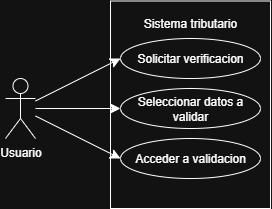 Sistema tributario
Solicitar verificacion
Seleccionar datos a
validar
Usuario
Acceder a validacion